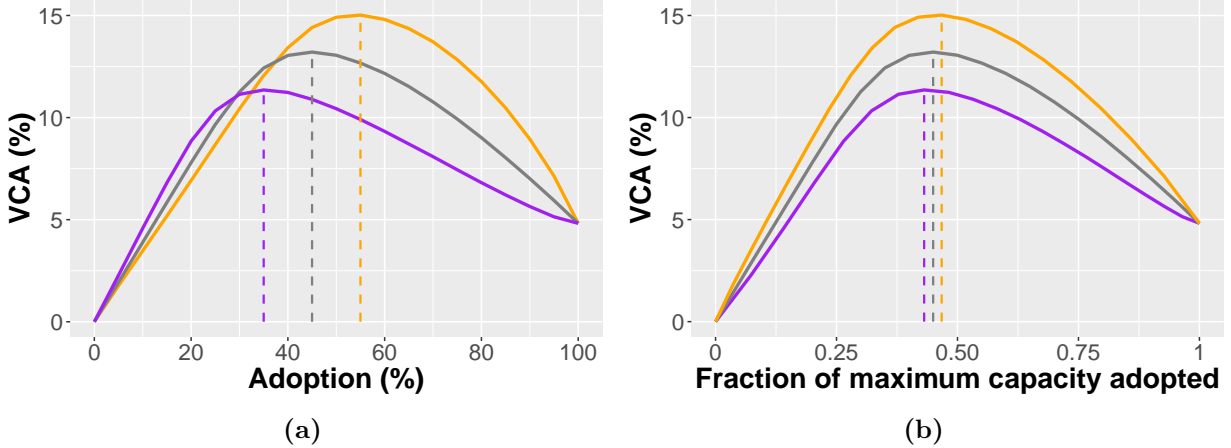 15
10
5
0
VCA (%)
0 20 40 60 80 100
Adoption (%)
(a)
15
10
5
0
VCA (%)
0 0.25 0.50 0.75 1
Fraction of maximum capacity adopted
(b)